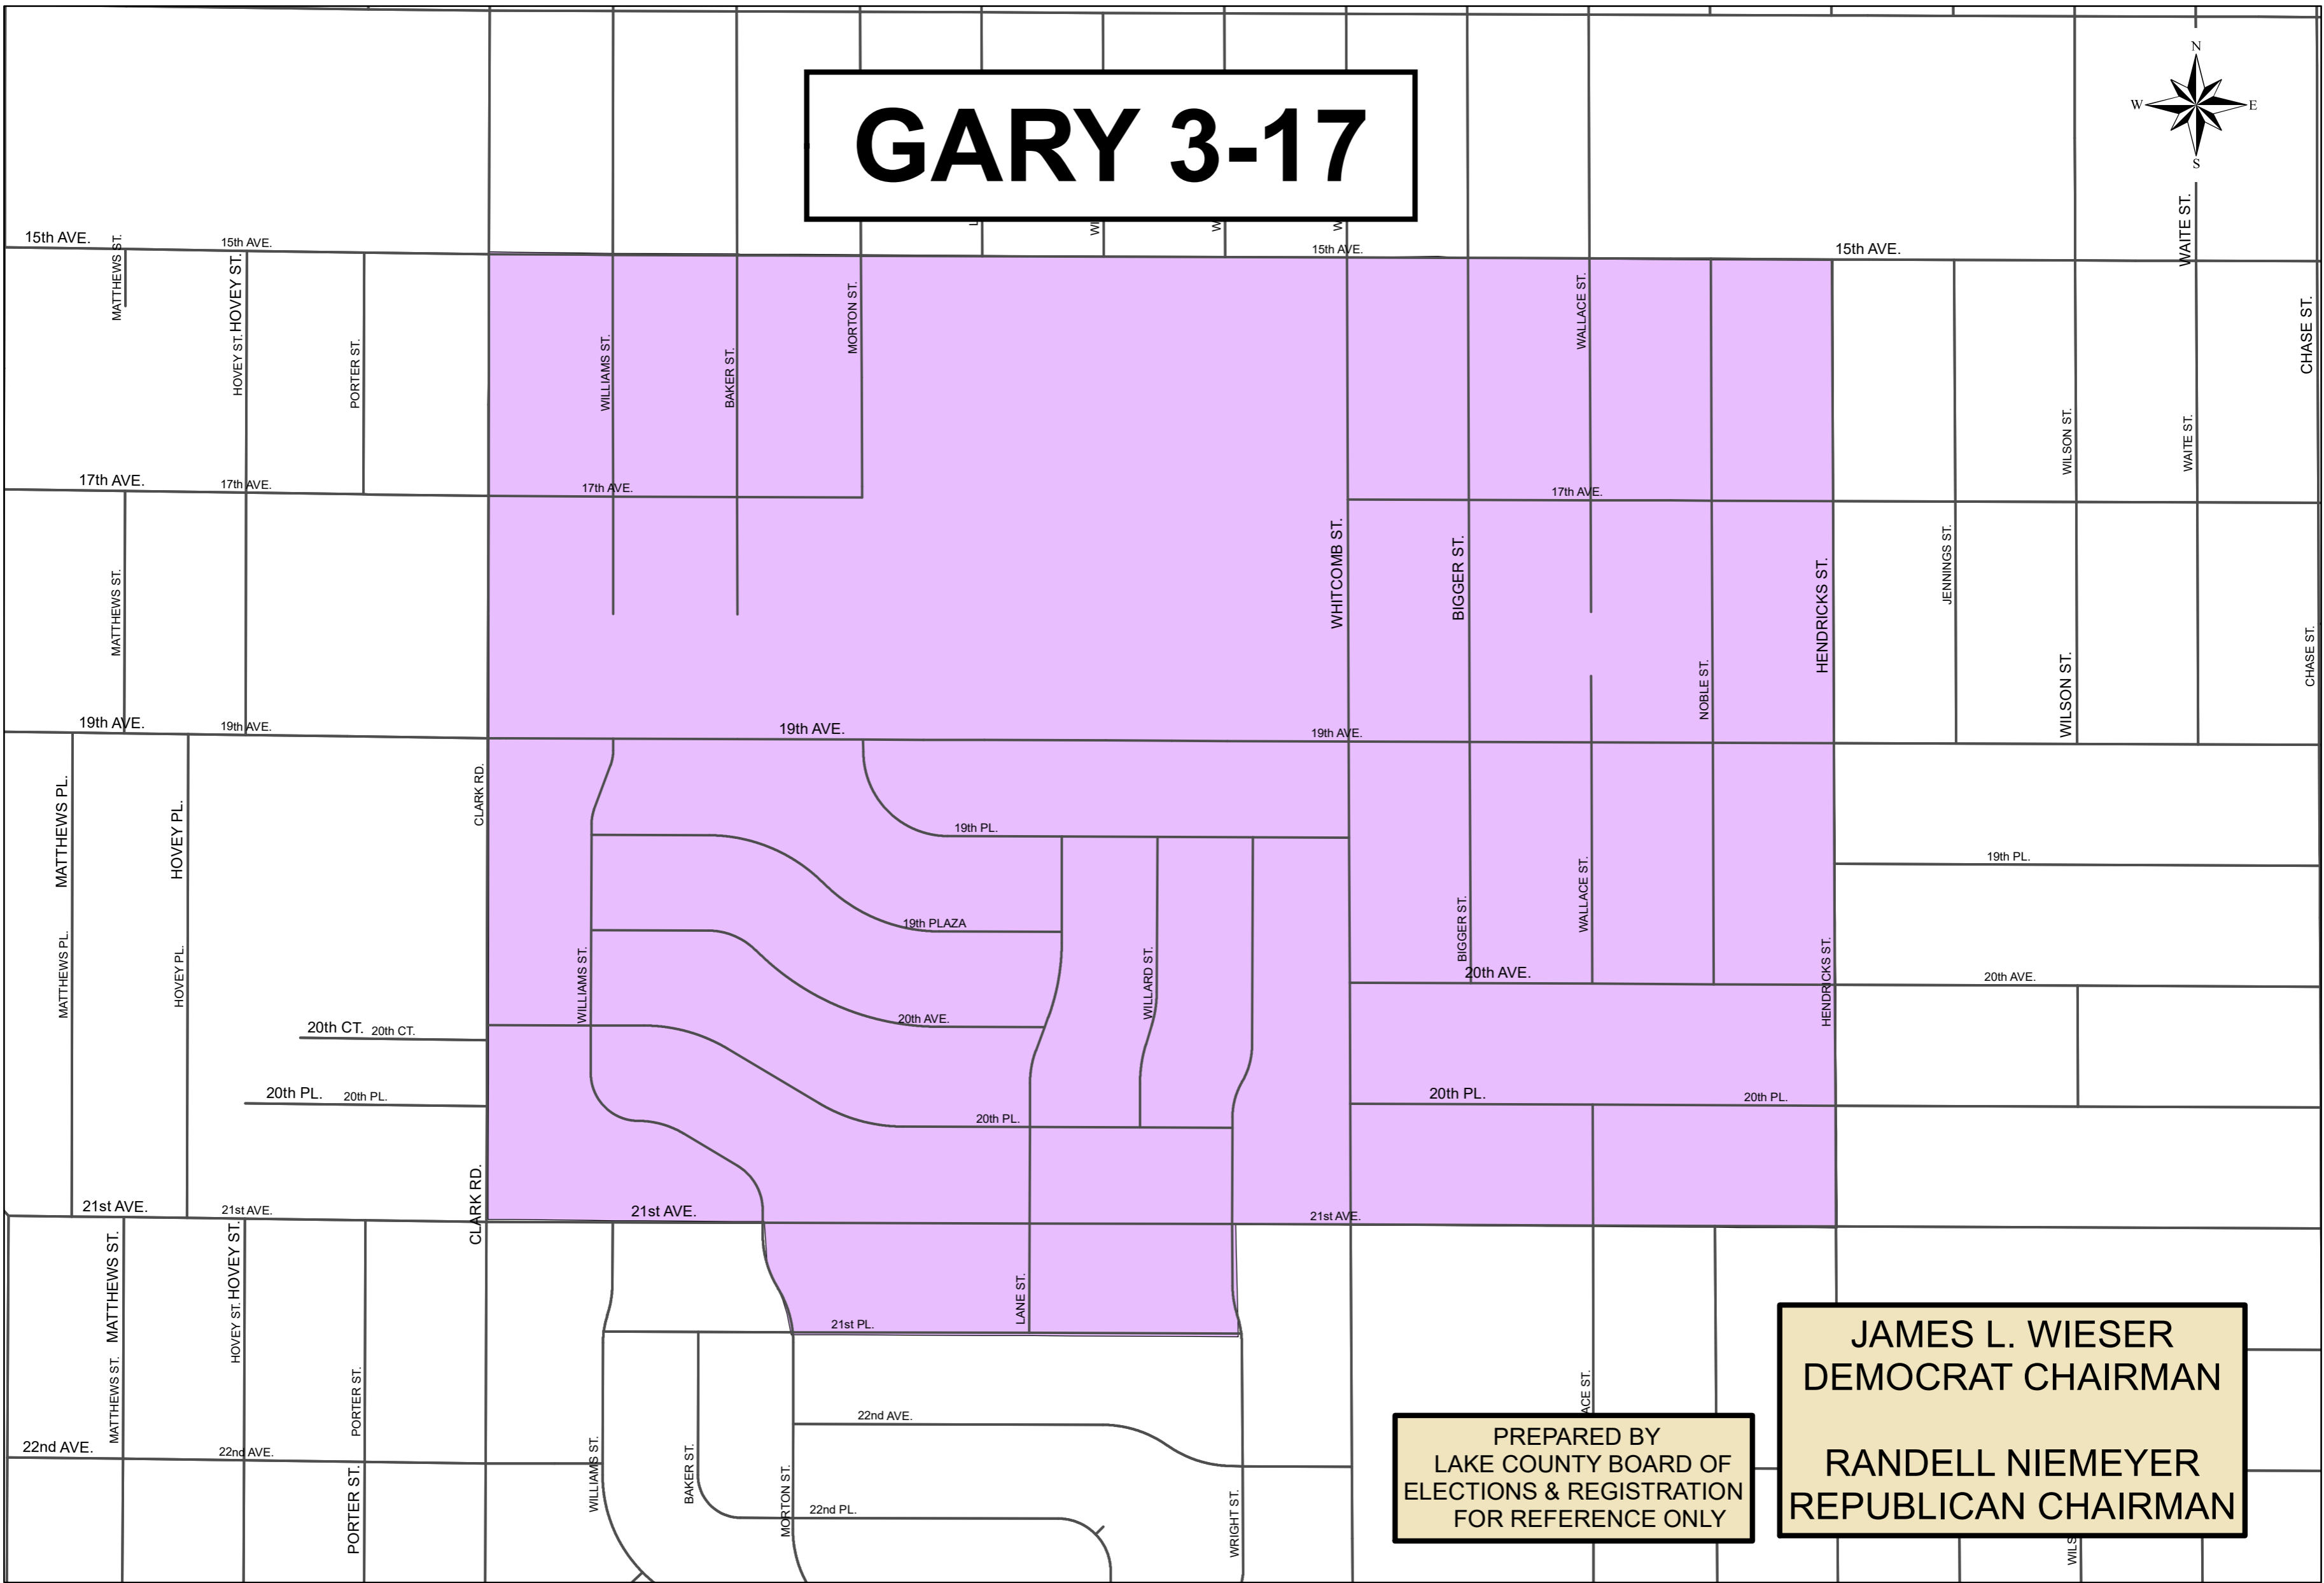 GARY 3-17
N
W
E
S
15th AVE.
15th AVE.
15th AVE.
15th AVE.
MATTHEWS ST.
HOVEY ST.
HOVEY ST.
PORTER ST.
WILLIAMS ST.
BAKER ST.
MORTON ST.
WALLACE ST.
WAITE ST.
CHASE ST.
WILSON ST.
WAITE ST.
17th AVE.
17th AVE.
17th AVE.
17th AVE.
MATTHEWS ST.
WHITCOMB ST.
BIGGER ST.
HENDRICKS ST.
JENNINGS ST.
NOBLE ST.
WILSON ST.
CHASE ST.
19th AVE.
19th AVE.
19th AVE.
19th AVE.
CLARK RD.
MATTHEWS PL.
HOVEY PL.
19th PL.
19th PL.
WALLACE ST.
19th PLAZA
BIGGER ST.
MATTHEWS PL.
HOVEY PL.
WILLIAMS ST.
WILLARD ST.
HENDRICKS ST.
20th AVE.
20th AVE.
20th AVE.
20th CT.
20th CT.
20th PL.
20th PL.
20th PL.
20th PL.
20th PL.
CLARK RD.
21st AVE.
21st AVE.
21st AVE.
21st AVE.
MATTHEWS ST.
HOVEY ST.
HOVEY ST.
LANE ST.
21st PL.
MATTHEWS ST.
PORTER ST.
ACE ST.
22nd AVE.
22nd AVE.
22nd AVE.
WILLIAMS ST.
BAKER ST.
MORTON ST.
22nd PL.
WRIGHT ST.
PORTER ST.
WILS
PREPARED BY
LAKE COUNTY BOARD OF
ELECTIONS & REGISTRATION
FOR REFERENCE ONLY
JAMES L. WIESER
DEMOCRAT CHAIRMAN
RANDELL NIEMEYER
REPUBLICAN CHAIRMAN